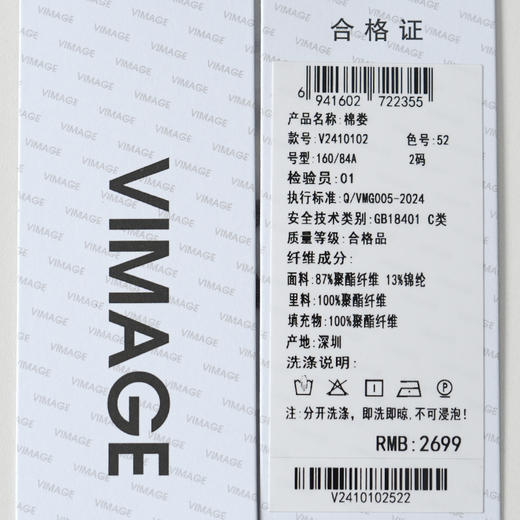 VIMAGE
合格证
6 941602 722355
产品名称:棉类
款号:V2410102 色号:52
号型:160/84A 2码
检验员:01
执行标准:Q/VMG005-2024
安全技术类别:GB18401 C类
质量等级:合格品
纤维成分:
面料:87%聚酯纤维 13%锦纶
里料:100%聚酯纤维
填充物:100%聚酯纤维
产地:深圳
洗涤说明:
P
注:分开洗涤，即洗即晾,不可浸泡!
RMB:2699
V2410102522